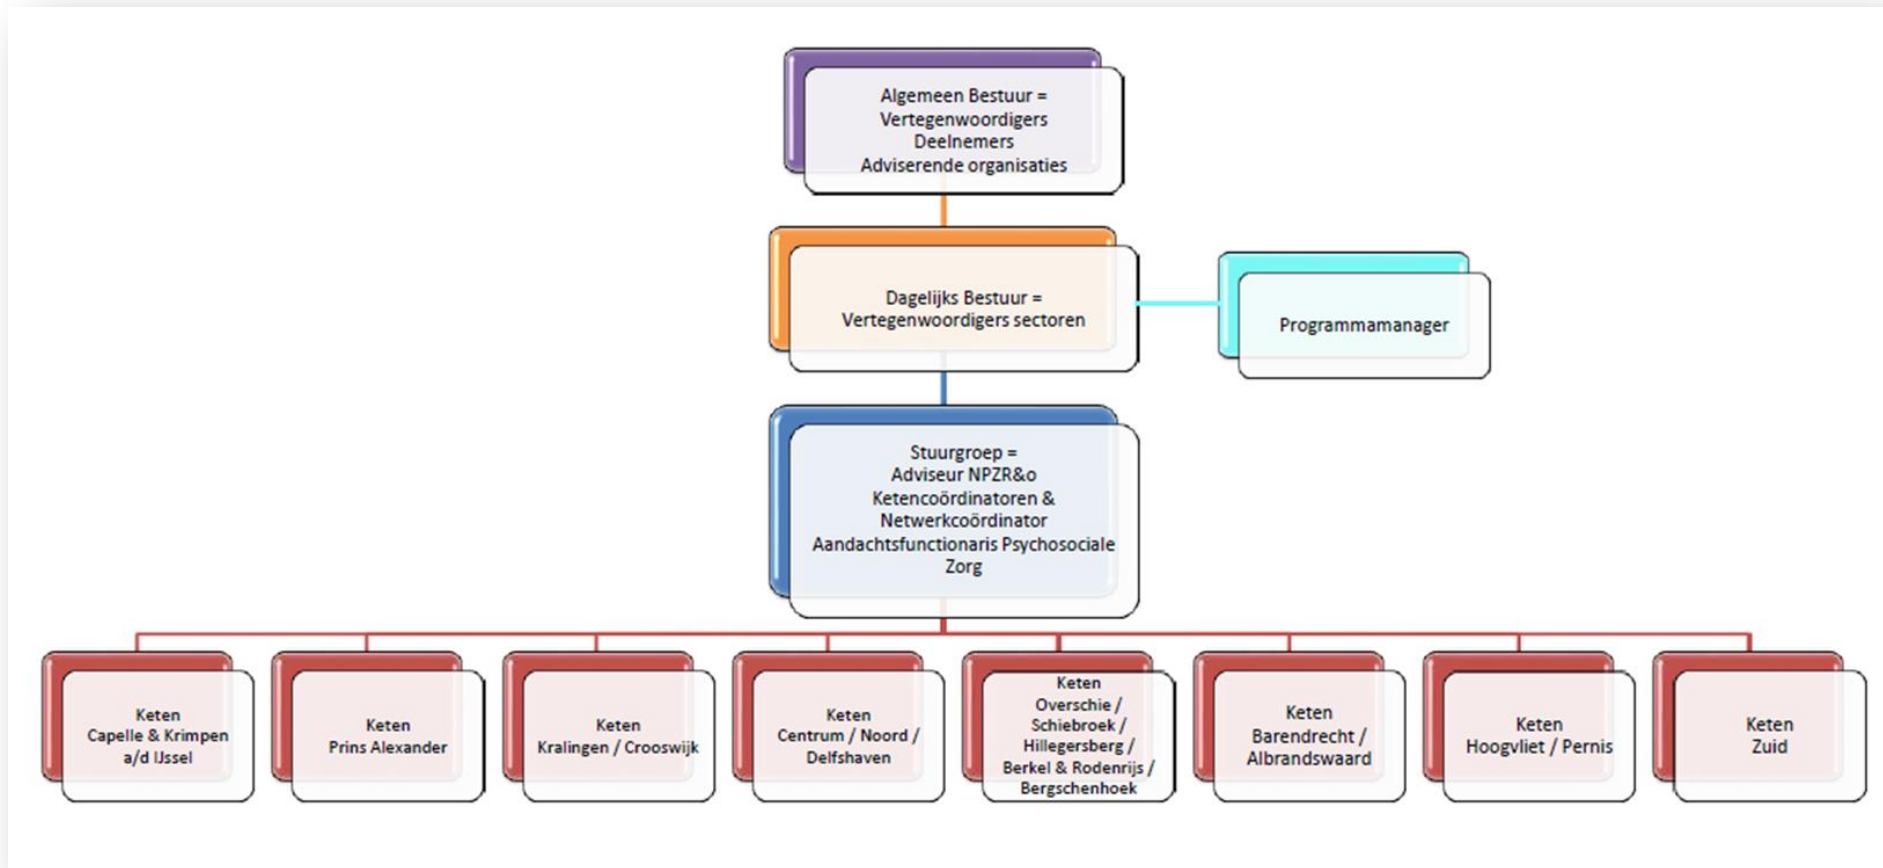 Algemeen Bestuur =
Vertegenwoordigers
Deelnemers
Adviserende organisaties
Dagelijks Bestuur =
Vertegenwoordigers sectoren
Programmamanager
Stuurgroep =
Adviseur NPZR&o
Ketencoördinatoren &
Netwerkcoördinator
Aandachtsfunctionaris Psychosociale
Zorg
Keten
Capelle & Krimpen
a/d IJssel
Keten
Prins Alexander
Keten
Kralingen / Crooswijk
Keten
Centrum / Noord /
Delfshaven
Keten
Overschie /
Schiebroek /
Hillegersberg /
Berkel & Rodenrijs /
Bergschenhoek
Keten
Barendrecht /
Albrandswaard
Keten
Hoogvliet / Pernis
Keten
Zuid